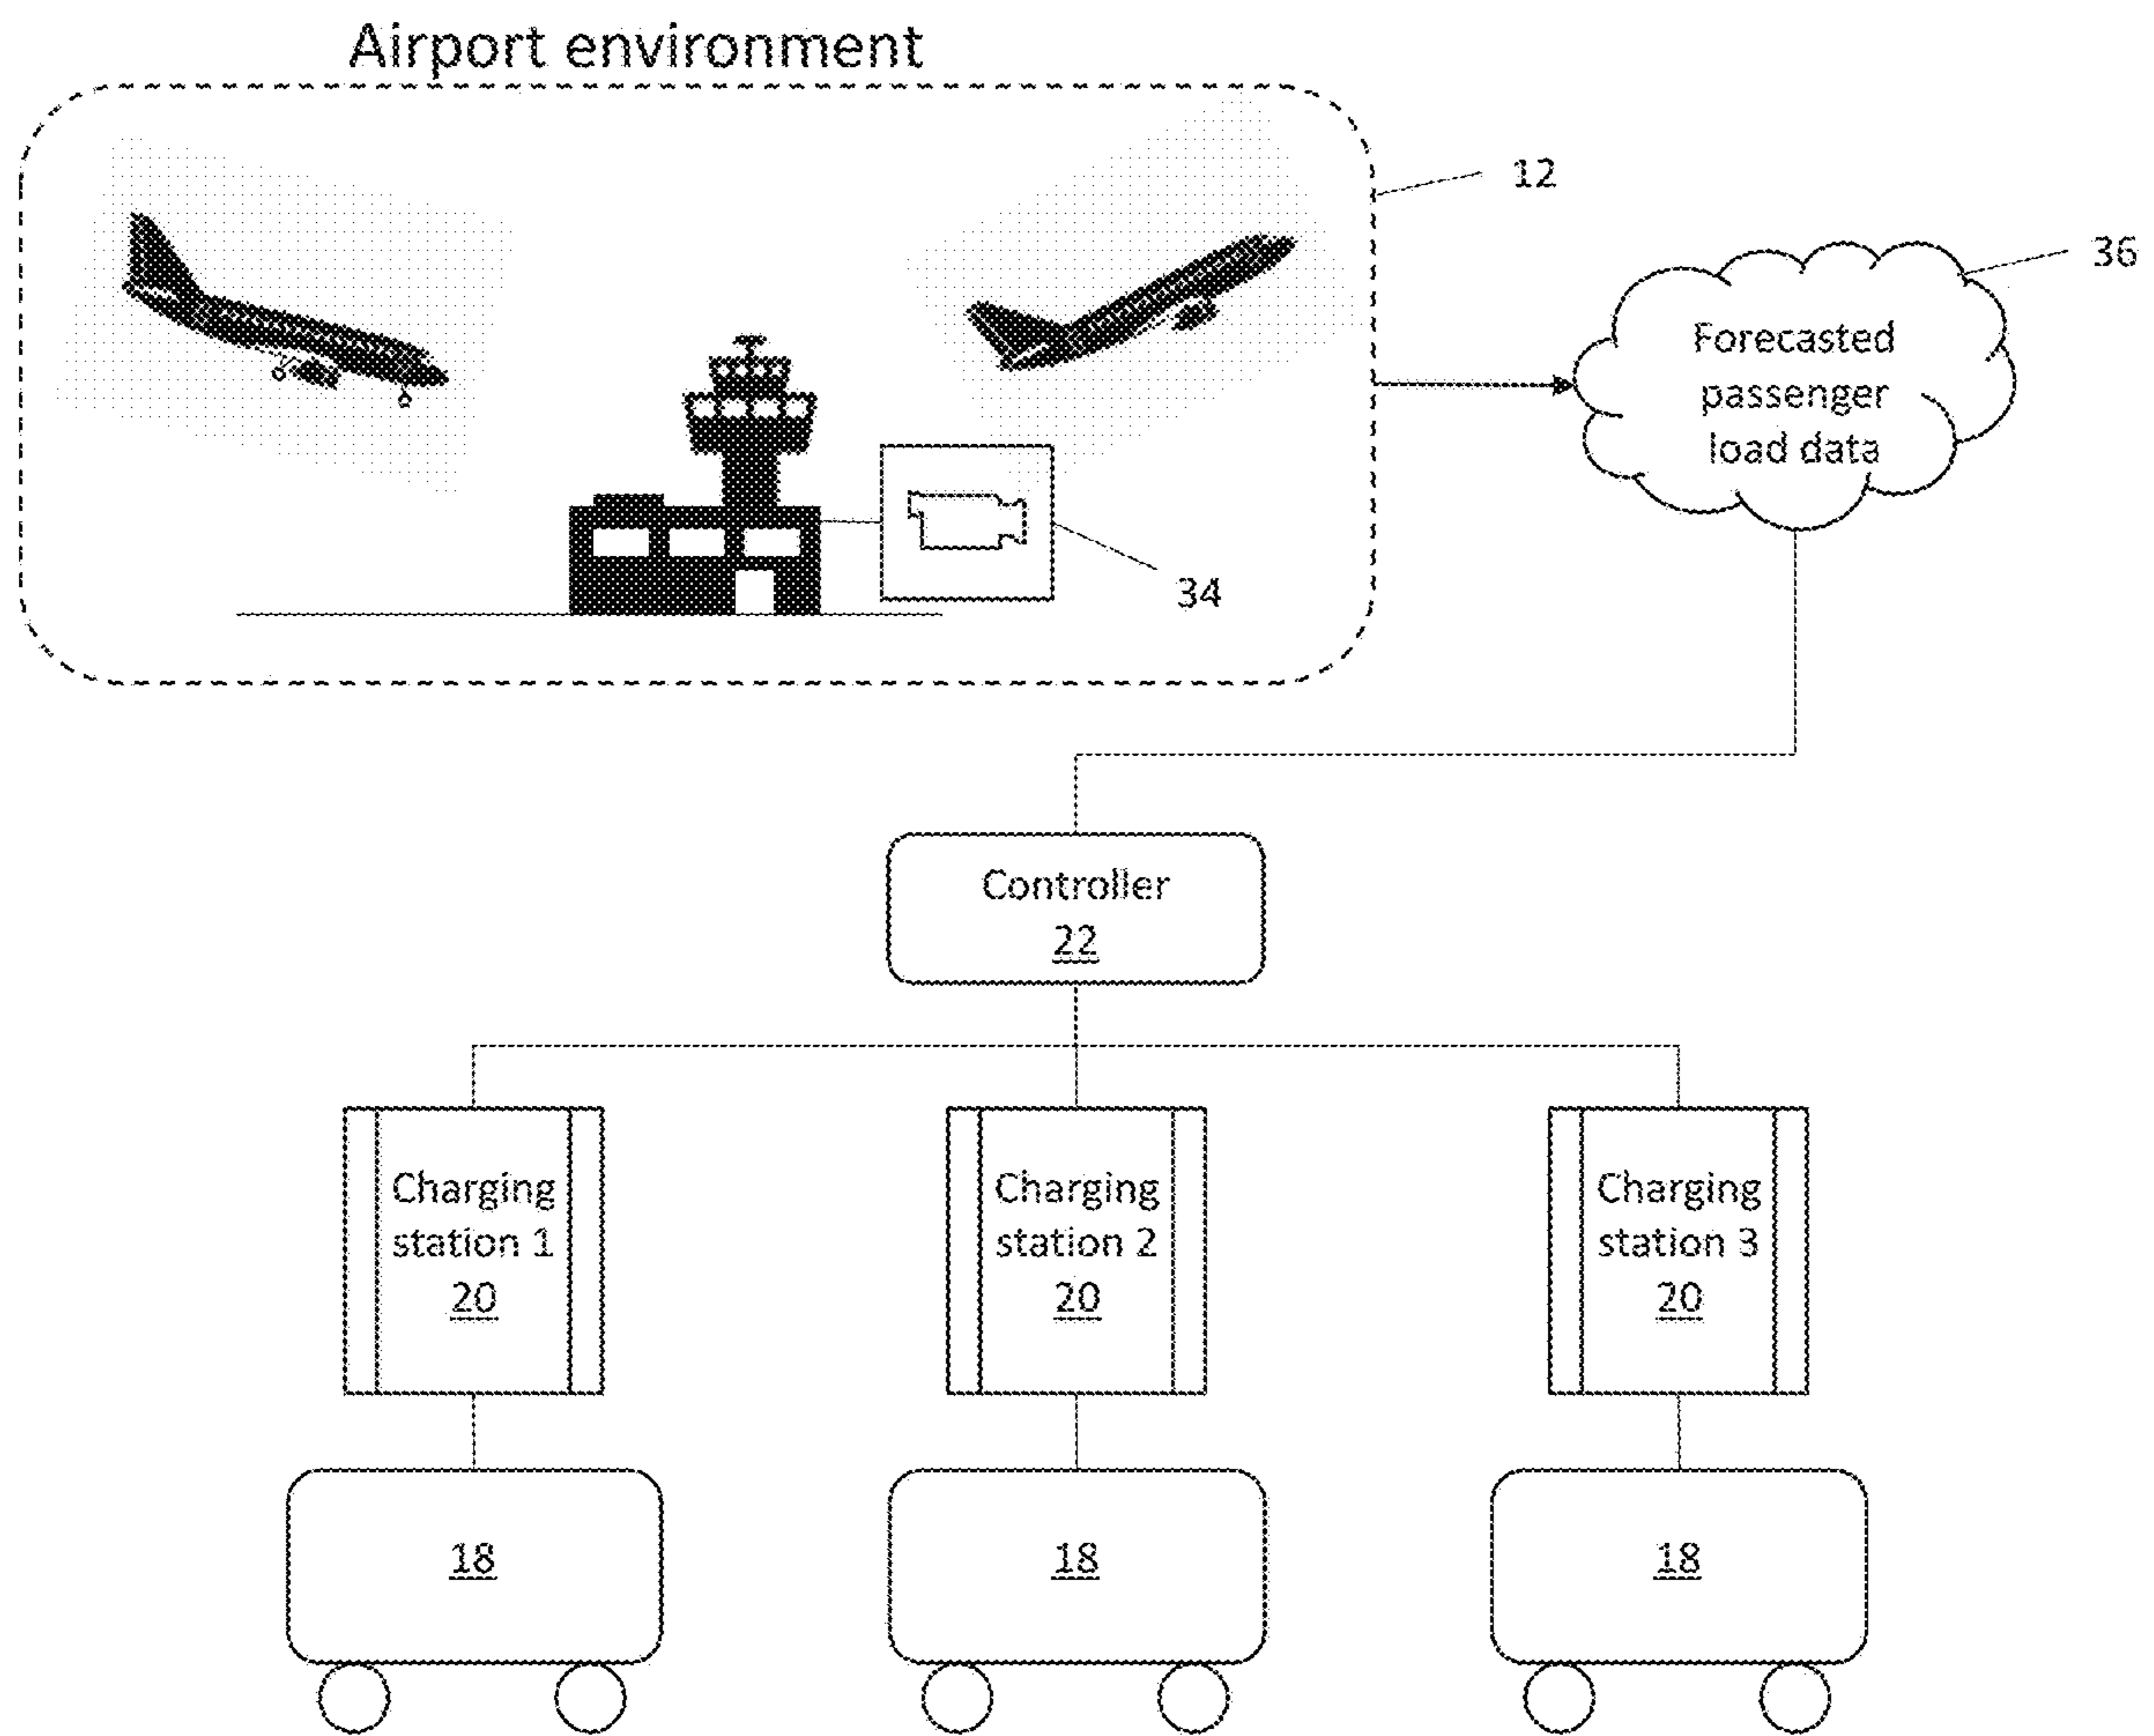 Airport environment
12
36
Forecasted
passenger
load data
34
Controller
22
Charging
station 1
20
Charging
station 2
20
Charging
station 3
20
18
18
18